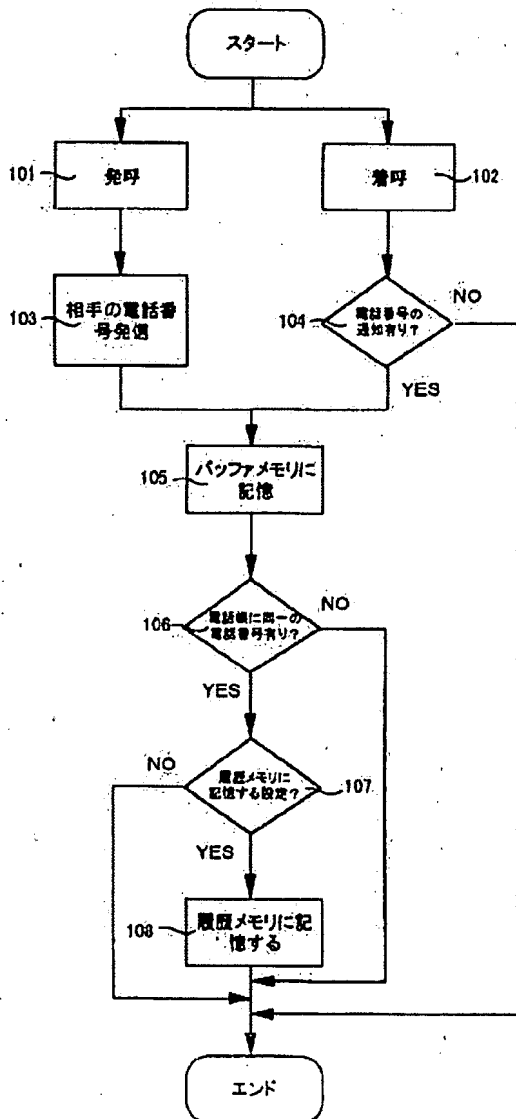 スタート
101
発呼
着呼
102
103
相手の電話番
号発信
104
電話番号の
通知有り?
NO
YES
105
バッファメモリに
記憶
106
電話帳に同一の
電話番号有り?
NO
YES
NO
履歴メモリに
記憶する設定?
107
YES
108
履歴メモリに記
憶する
エンド